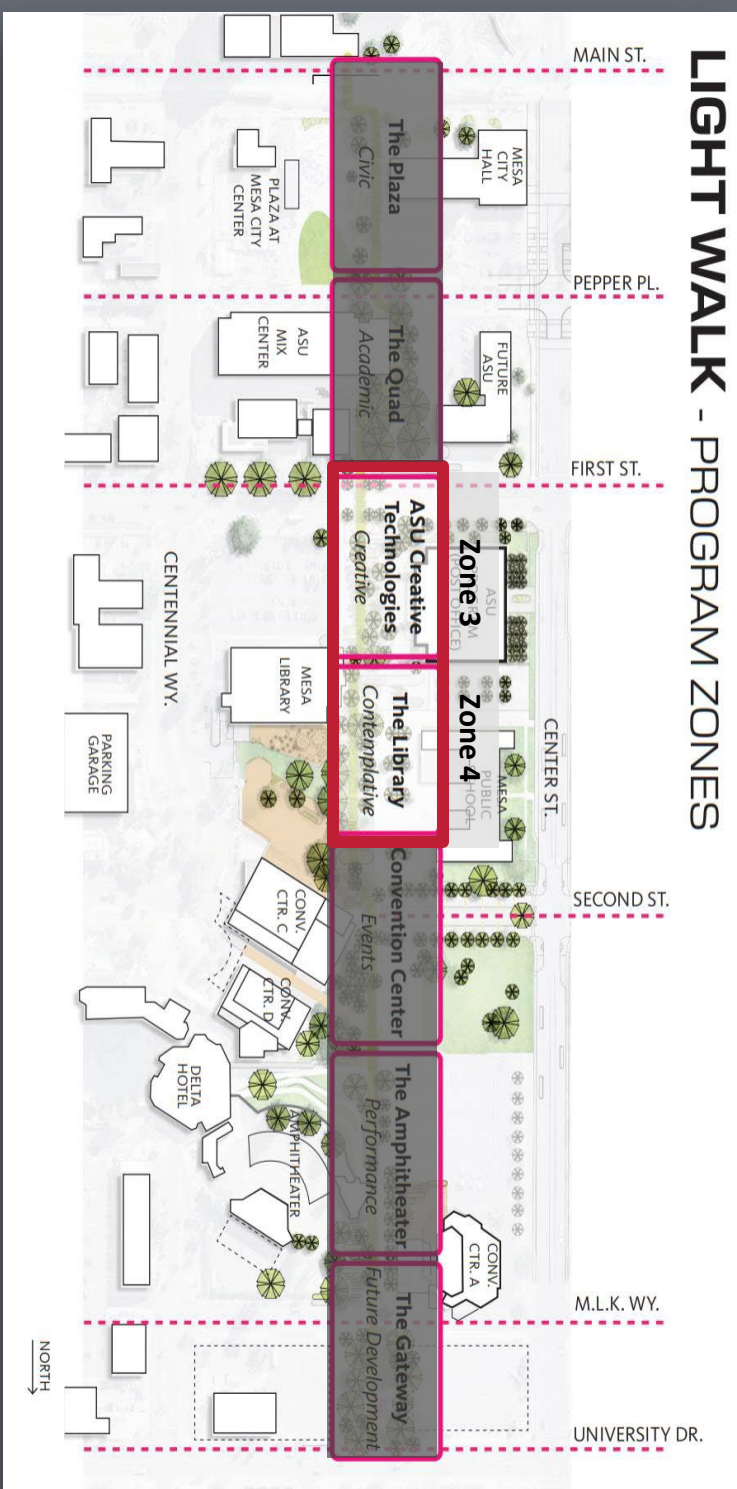 LIGHT WALK - PROGRAM ZONES
MAIN ST.
The Plaza
Civic
MESA
CITY
HALL
PLAZA AT
MESA CITY
CENTER
PEPPER PL.
The Quad
Academic
ASU
MIX
CENTER
FUTURE
ASU
FIRST ST.
Zone 3
ASU Creative
Technologies
Creative
ASU
(POST OFFICE)
CENTENNIAL WY.
Zone 4
The Library
Contemplative
MESA
LIBRARY
MESA
PUBLIC
PARKING
GARAGE
CENTER ST.
SECOND ST.
Convention Center
Events
CONV.
CTR. C
CONV.
CTR. D
DELTA
HOTEL
The Amphitheater
Performance
AMPHITHEATER
CONV.
CTR. A
M.L.K. WY.
The Gateway
Future Development
NORTH
UNIVERSITY DR.